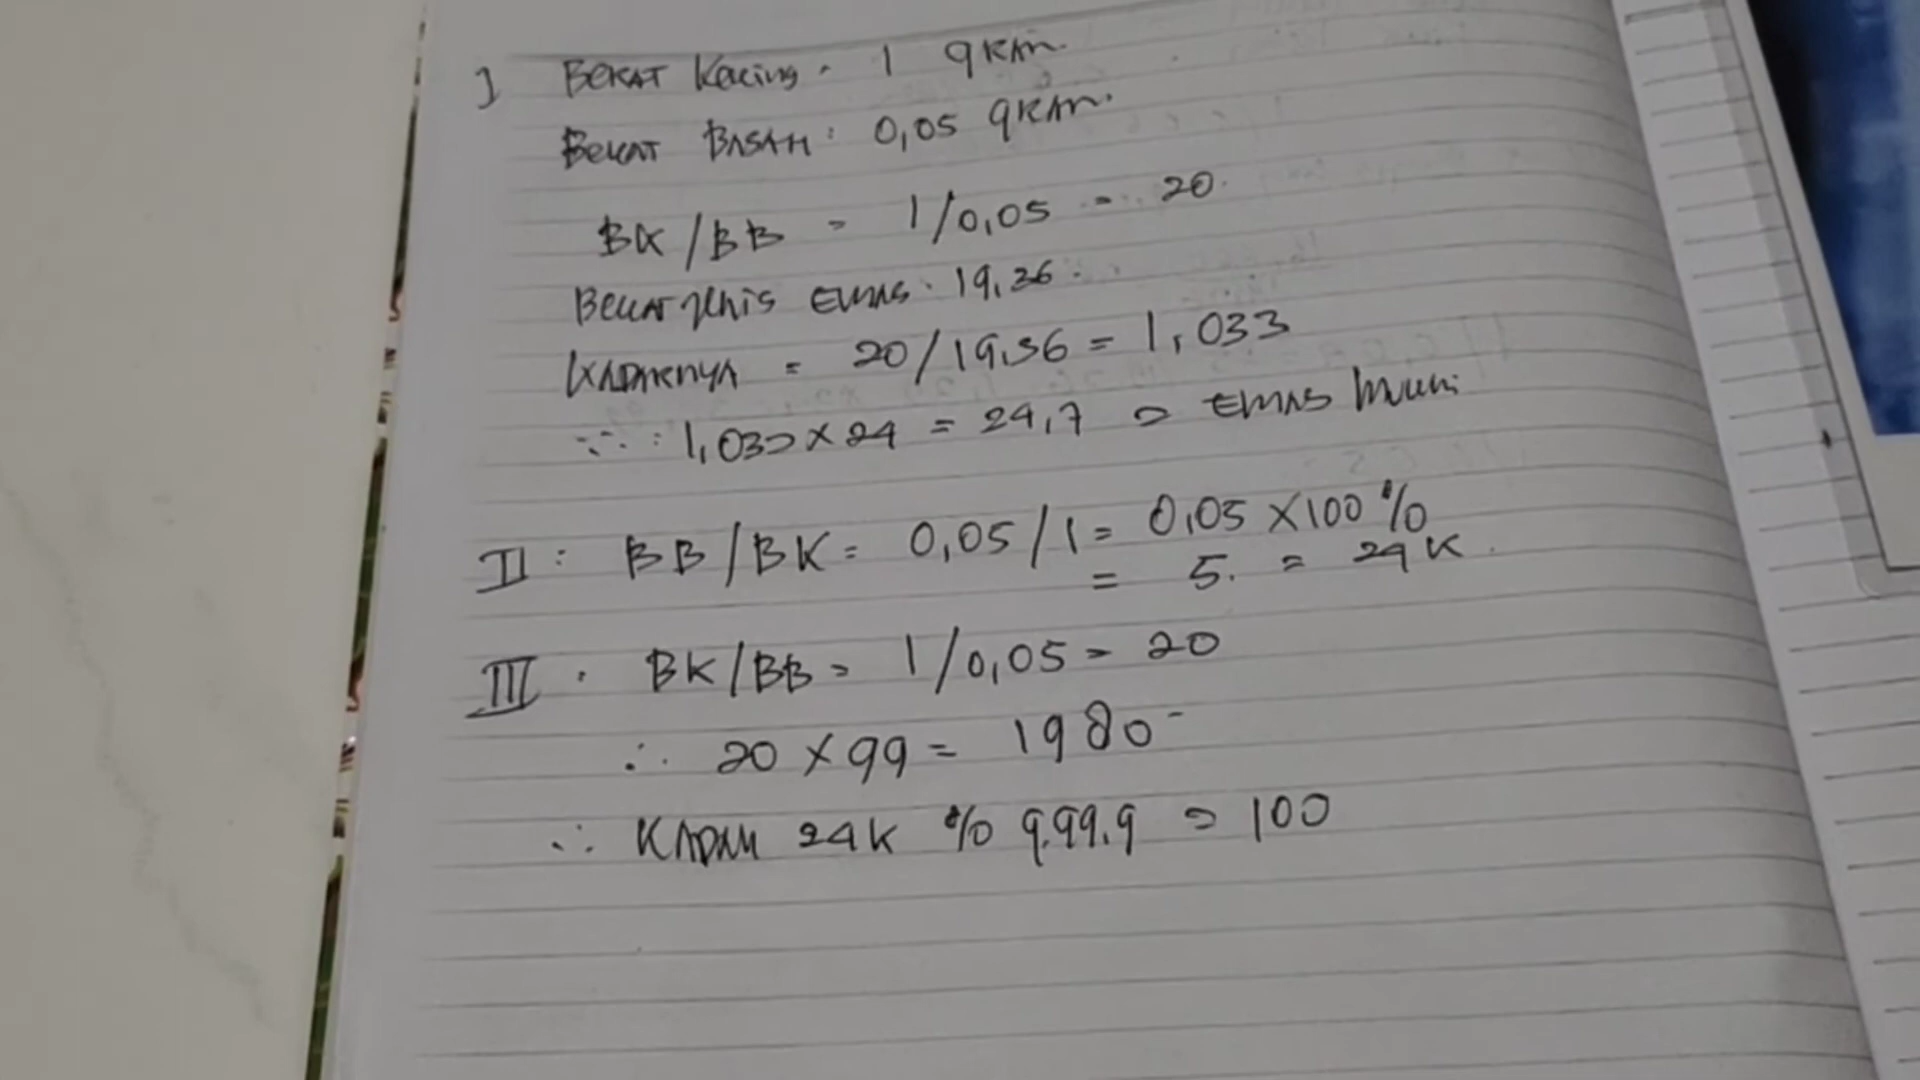 I Berat Kering : 1 gram.
Berat Basah : 0,05 gram.
BK/BB = 1/0,05 = 20.
Berat Jenis Emas : 19,36.
Kadarnya = 20/19,36 = 1,033
∴ : 1,033 x 24 = 24,7 = Emas Murni
II : BB/BK = 0,05/1 = 0,05 x 100%
= 5. = 24 K.
III : BK/BB = 1/0,05 = 20
∴ 20 x 99 = 1980
∴ Kadar 24K % 9.99.9 = 100